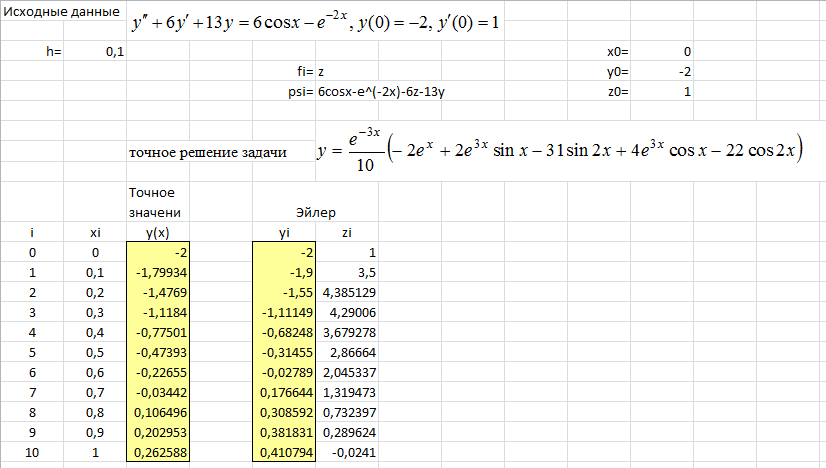 Исходные данные
y″ + 6y′ + 13y = 6cosx − e^{−2x}, y(0) = −2, y′(0) = 1
h= 0,1 x0= 0
fi= z y0= -2
psi= 6cosx-e^(-2x)-6z-13y z0= 1
точное решение задачи y = e^{−3x}/10 (−2e^x + 2e^{3x} sin x − 31sin 2x + 4e^{3x} cos x − 22 cos 2x)
Точное
значени Эйлер
i xi y(x) yi zi
0 0 -2 -2 1
1 0,1 -1,79934 -1,9 3,5
2 0,2 -1,4769 -1,55 4,385129
3 0,3 -1,1184 -1,11149 4,29006
4 0,4 -0,77501 -0,68248 3,679278
5 0,5 -0,47393 -0,31455 2,86664
6 0,6 -0,22655 -0,02789 2,045337
7 0,7 -0,03442 0,176644 1,319473
8 0,8 0,106496 0,308592 0,732397
9 0,9 0,202953 0,381831 0,289624
10 1 0,262588 0,410794 -0,0241